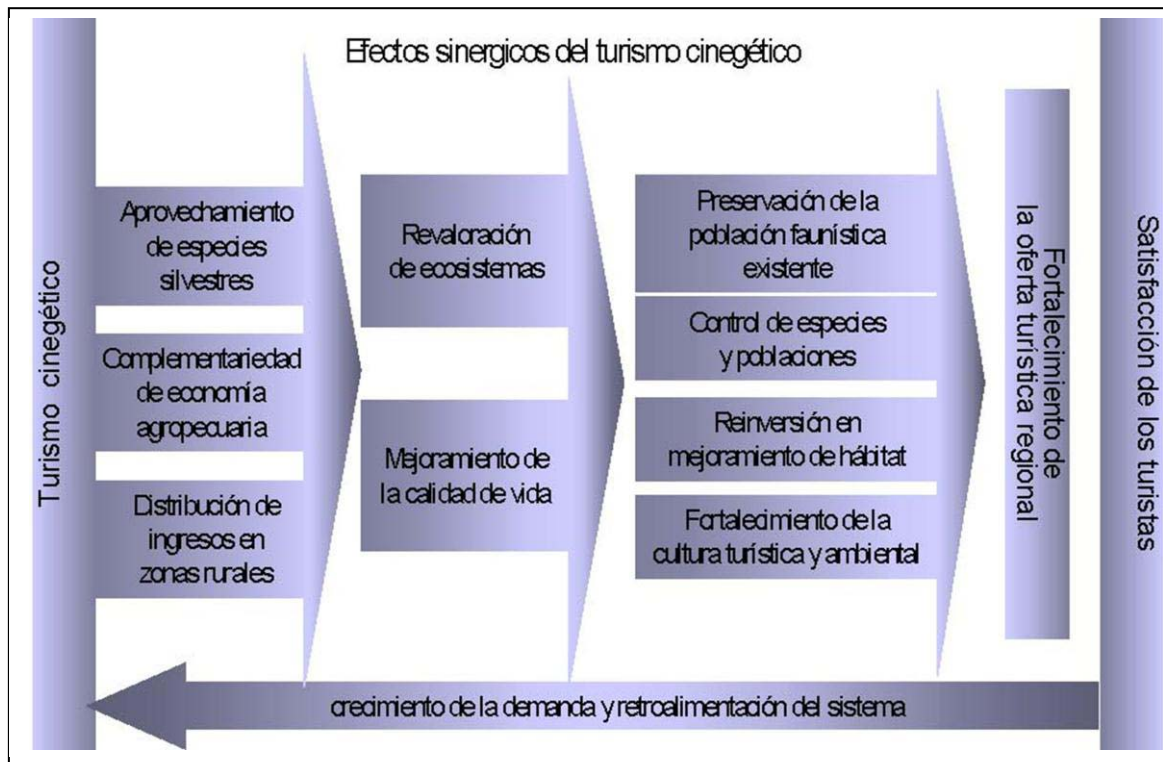 Efectos sinergicos del turismo cinegético
Turismo cinegético
Aprovechamiento
de especies
silvestres
Complementariedad
de economía
agropecuaria
Distribución de
ingresos en
zonas rurales
Revaloración
de ecosistemas
Mejoramiento de
la calidad de vida
Preservación de la
población faunística
existente
Control de especies
y poblaciones
Reinversión en
mejoramiento de hábitat
Fortalecimiento de la
cultura turística y ambiental
Fortalecimiento de
la oferta turística regional
Satisfacción de los turistas
crecimiento de la demanda y retroalimentación del sistema